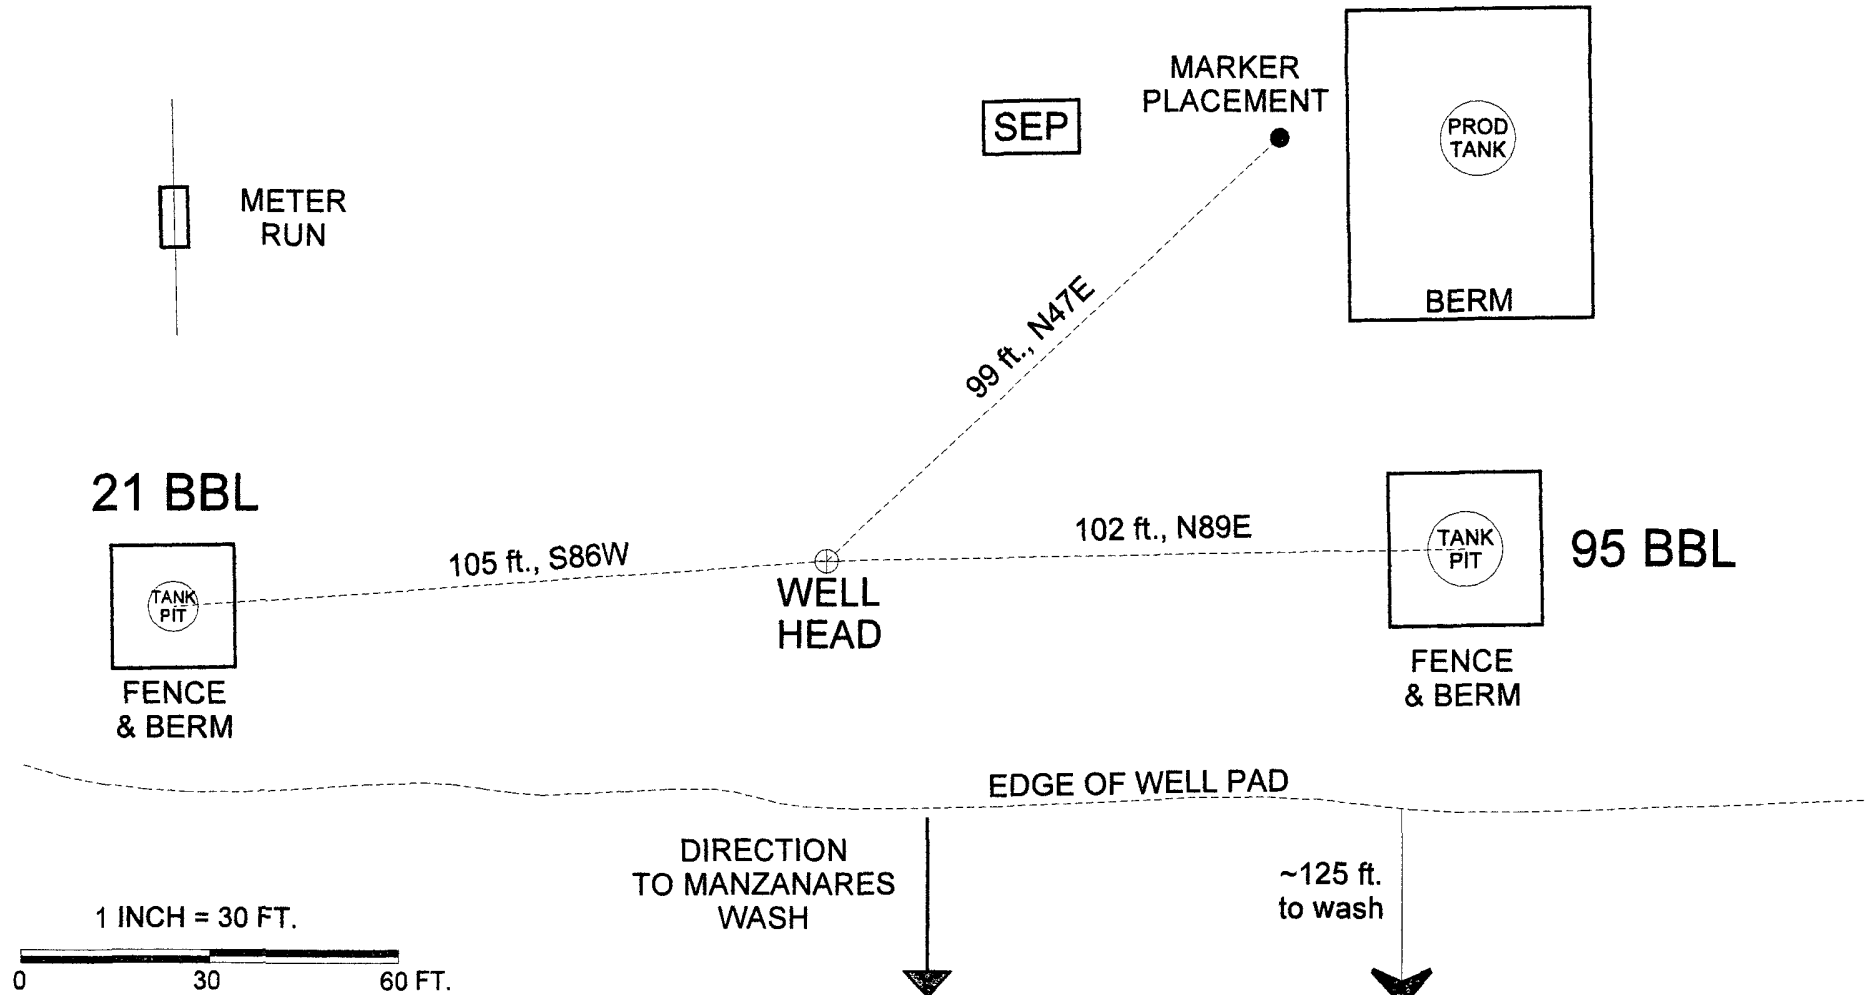 MARKER
PLACEMENT
SEP
PROD
TANK
METER
RUN
BERM
99 ft., N47E
21 BBL
105 ft., S86W
102 ft., N89E
TANK
PIT
95 BBL
TANK
PIT
WELL
HEAD
FENCE
& BERM
FENCE
& BERM
EDGE OF WELL PAD
DIRECTION
TO MANZANARES
WASH
~125 ft.
to wash
1 INCH = 30 FT.
0 30 60 FT.